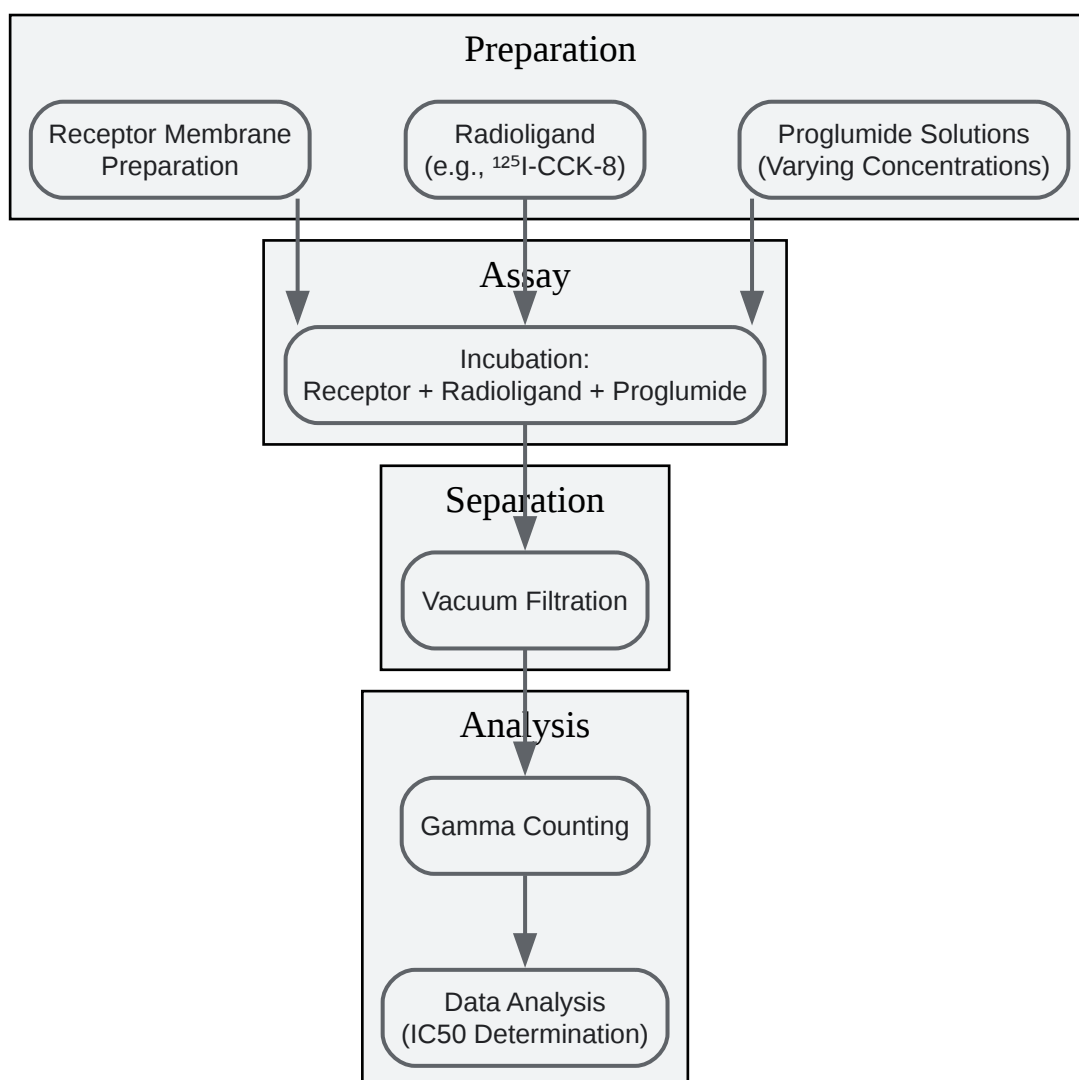 Preparation
Receptor Membrane
Preparation
Radioligand
(e.g., ¹²⁵I-CCK-8)
Proglumide Solutions
(Varying Concentrations)
Assay
Incubation:
Receptor + Radioligand + Proglumide
Separation
Vacuum Filtration
Analysis
Gamma Counting
Data Analysis
(IC50 Determination)